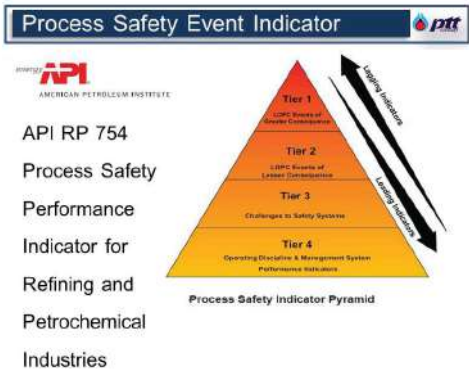 Process Safety Event Indicator
ptt
energy API
AMERICAN PETROLEUM INSTITUTE
API RP 754
Process Safety
Performance
Indicator for
Refining and
Petrochemical
Industries
Tier 1
LOPC Events of
Greater Consequence
Tier 2
LOPC Events of
Lesser Consequence
Tier 3
Challenges to Safety Systems
Tier 4
Operating Discipline & Management System
Performance Indicators
Lagging Indicators
Leading Indicators
Process Safety Indicator Pyramid